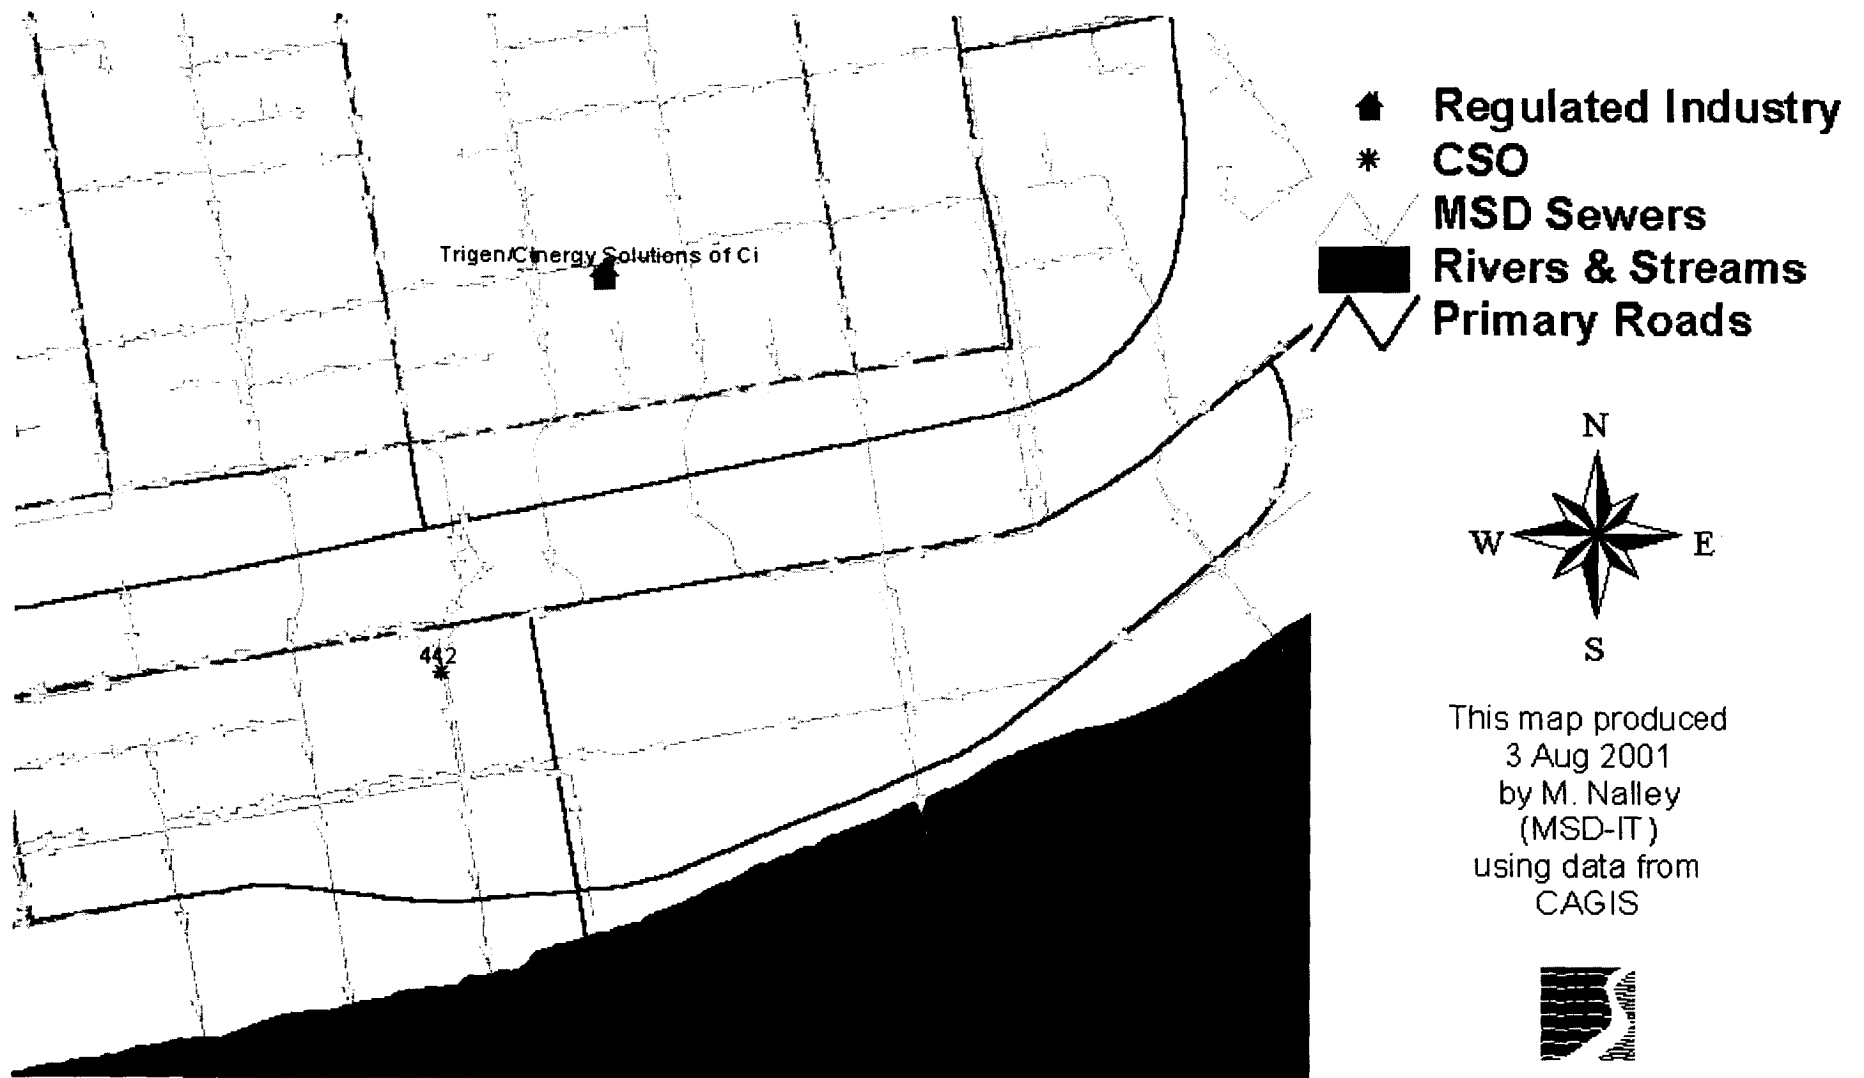 Trigen/Cinergy Solutions of Ci
442
Regulated Industry
CSO
MSD Sewers
Rivers & Streams
Primary Roads
N
W E
S
This map produced
3 Aug 2001
by M. Nalley
(MSD-IT)
using data from
CAGIS